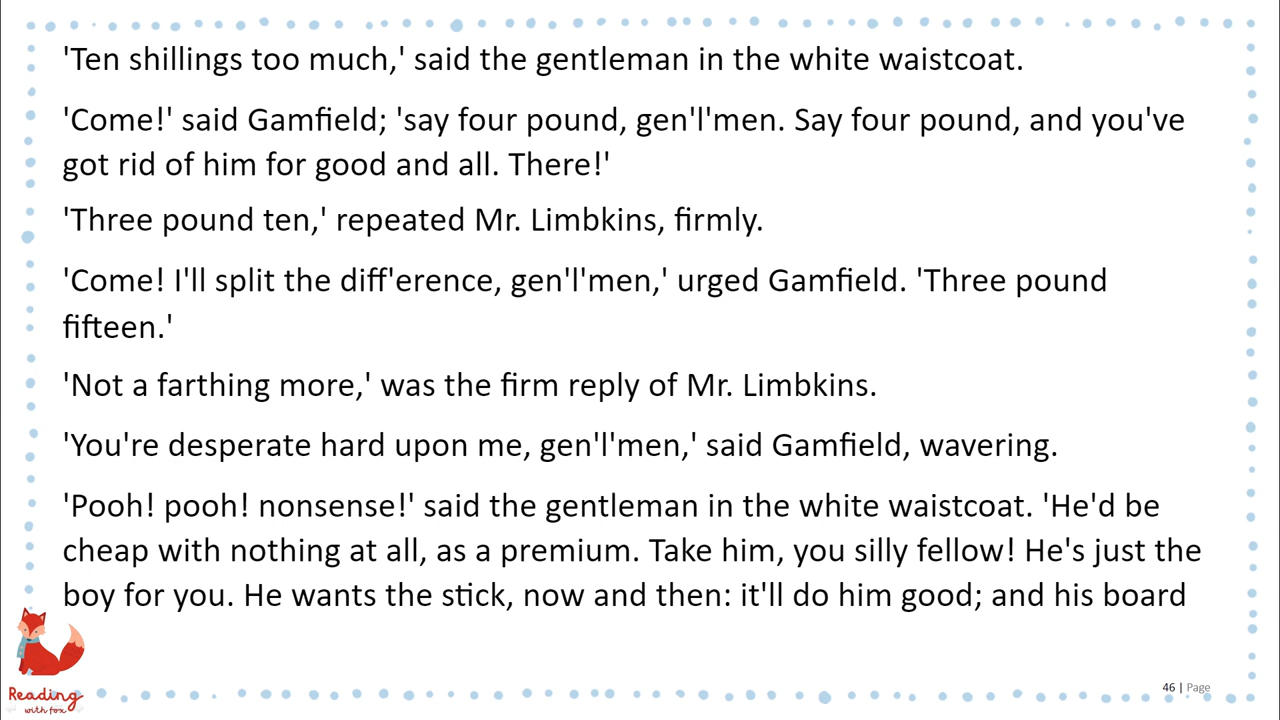 'Ten shillings too much,' said the gentleman in the white waistcoat.
'Come!' said Gamfield; 'say four pound, gen'l'men. Say four pound, and you've
got rid of him for good and all. There!'
'Three pound ten,' repeated Mr. Limbkins, firmly.
'Come! I'll split the diff'erence, gen'l'men,' urged Gamfield. 'Three pound
fifteen.'
'Not a farthing more,' was the firm reply of Mr. Limbkins.
'You're desperate hard upon me, gen'l'men,' said Gamfield, wavering.
'Pooh! pooh! nonsense!' said the gentleman in the white waistcoat. 'He'd be
cheap with nothing at all, as a premium. Take him, you silly fellow! He's just the
boy for you. He wants the stick, now and then: it'll do him good; and his board
46 | Page
Reading
with fox